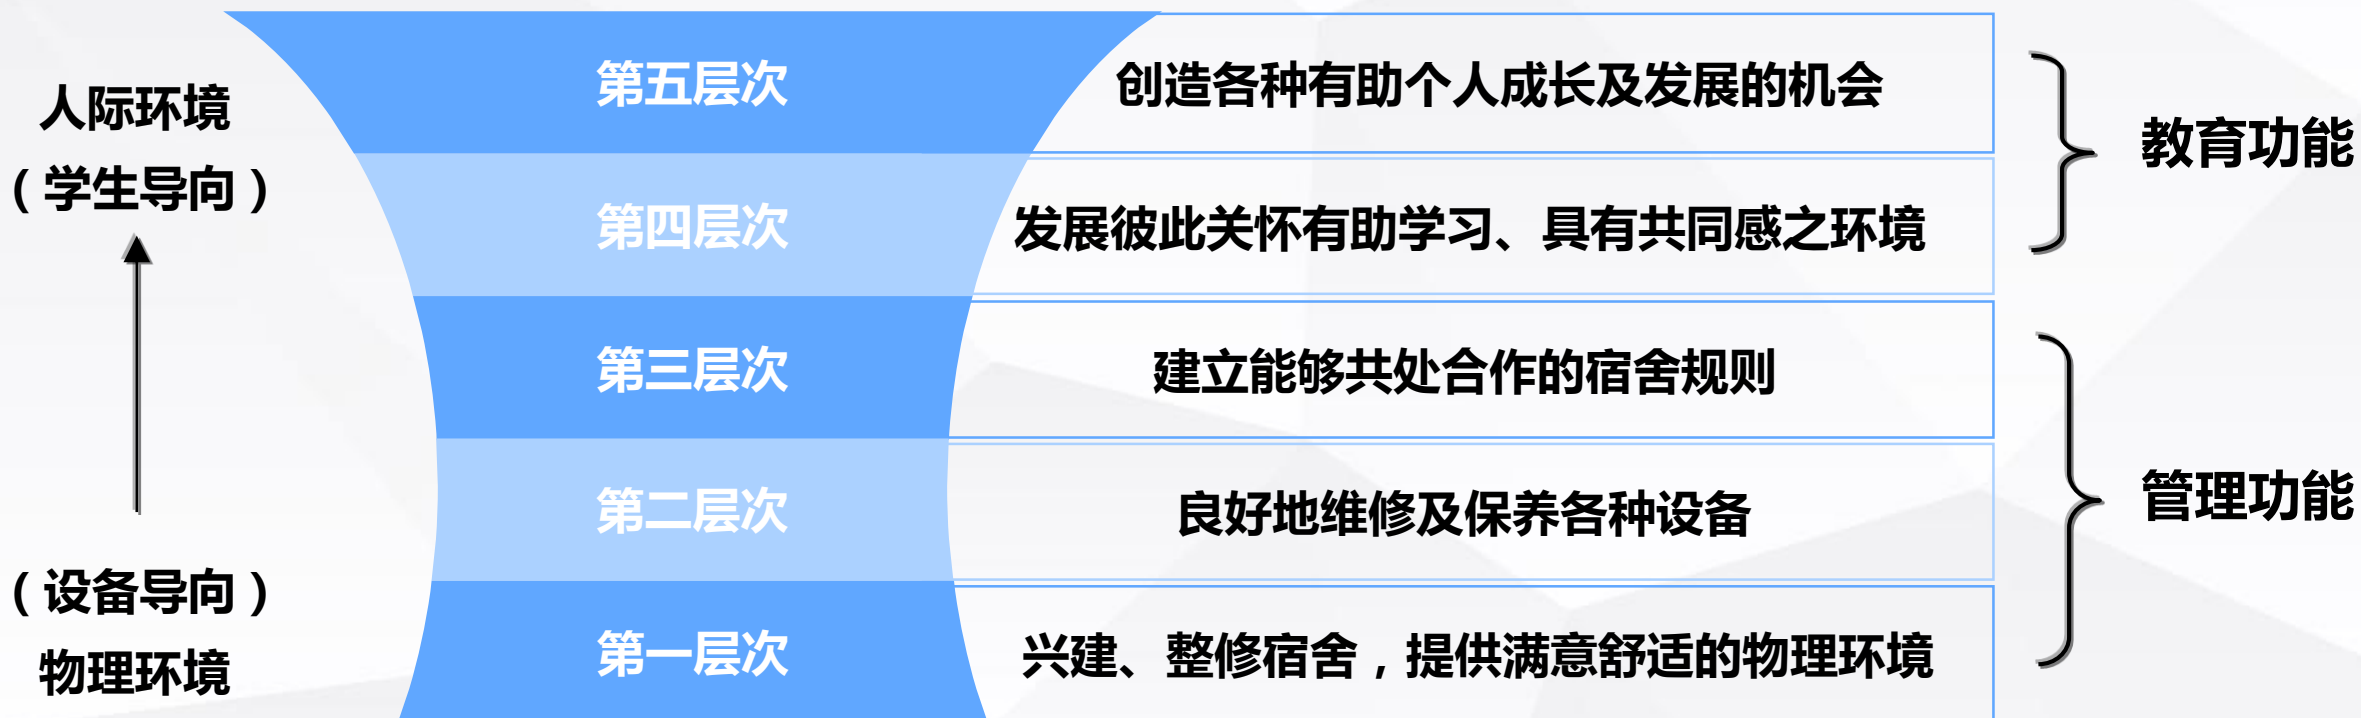 人际环境
（学生导向）
（设备导向）
物理环境
第五层次
创造各种有助个人成长及发展的机会
第四层次
发展彼此关怀有助学习、具有共同感之环境
第三层次
建立能够共处合作的宿舍规则
第二层次
良好地维修及保养各种设备
第一层次
兴建、整修宿舍，提供满意舒适的物理环境
教育功能
管理功能